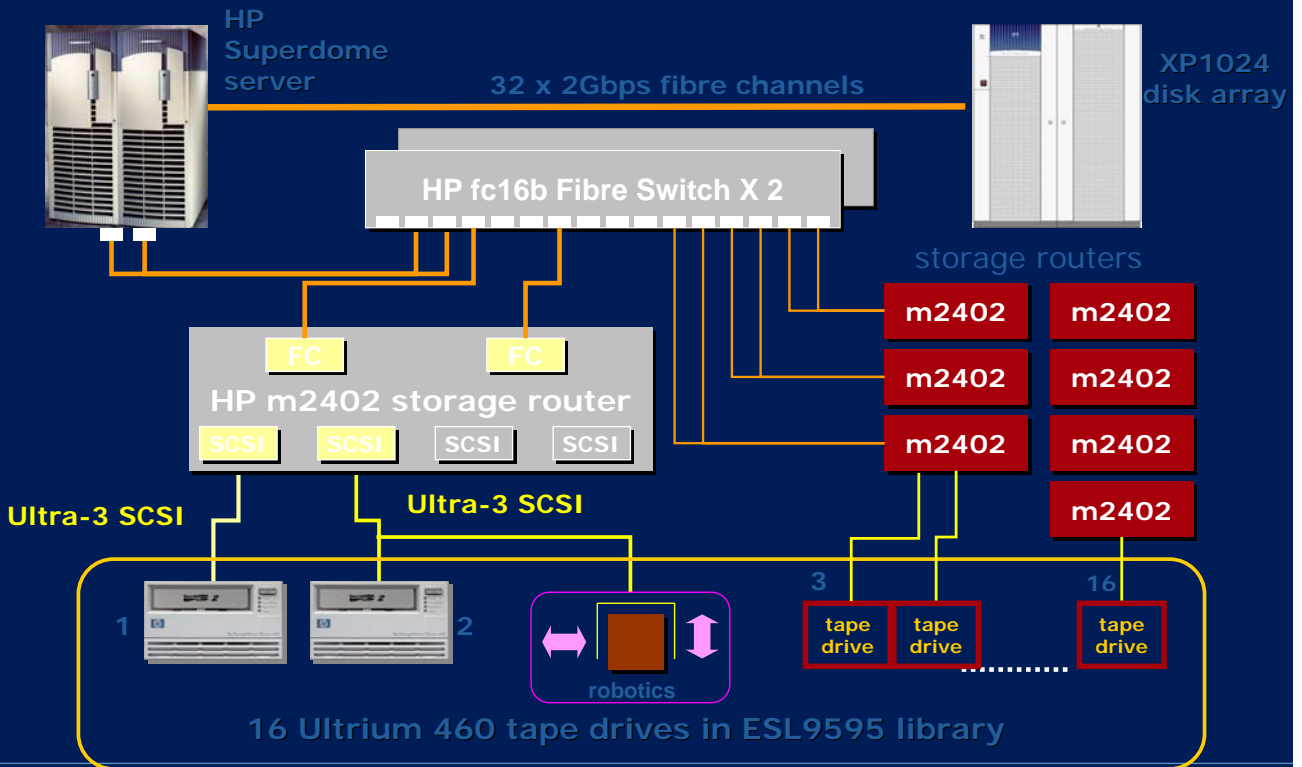 HP
Superdome
server
32 x 2Gbps fibre channels
XP1024
disk array
HP fc16b Fibre Switch X 2
storage routers
m2402
m2402
FC
FC
m2402
m2402
HP m2402 storage router
SCSI
SCSI
SCSI
SCSI
m2402
m2402
m2402
Ultra-3 SCSI
Ultra-3 SCSI
1
2
3
16
tape
drive
tape
drive
tape
drive
robotics
16 Ultrium 460 tape drives in ESL9595 library